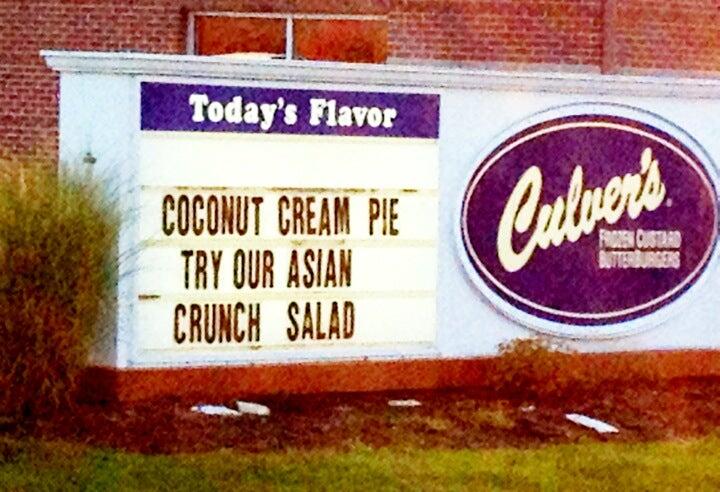 Today's Flavor
COCONUT CREAM PIE
TRY OUR ASIAN
CRUNCH SALAD
Culver's
FROZEN CUSTARD
BUTTERBURGERS